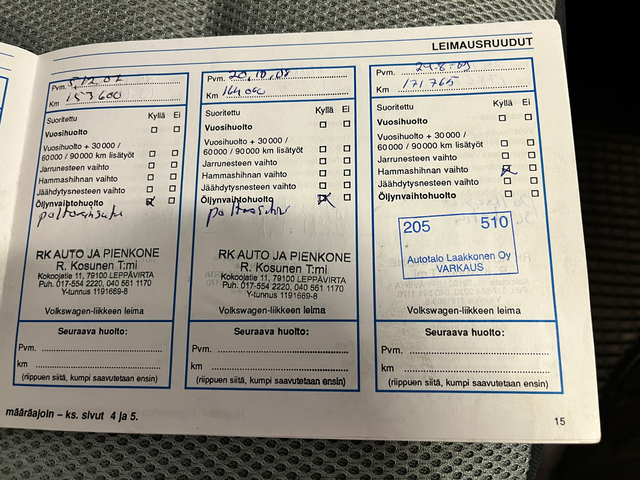 LEIMAUSRUUDUT
Pvm. 5/12.07
Km 153600
Suoritettu Kyllä Ei
Vuosihuolto
Vuosihuolto + 30 000 /
60 000 / 90 000 km lisätyöt
Jarrunesteen vaihto
Hammashihnan vaihto
Jäähdytysnesteen vaihto
Öljynvaihtohuolto
RK AUTO JA PIENKONE
R. Kosunen T:mi
Kokoojatie 11, 79100 LEPPÄVIRTA
Puh. 017-554 2220, 040 561 1170
Y-tunnus 1191669-8
Volkswagen-liikkeen leima
Seuraava huolto:
Pvm.
km
(riippuen siitä, kumpi saavutetaan ensin)
Pvm. 20,10,08
Km
Suoritettu Kyllä Ei
Vuosihuolto
Vuosihuolto + 30 000 /
60 000 / 90 000 km lisätyöt
Jarrunesteen vaihto
Hammashihnan vaihto
Jäähdytysnesteen vaihto
Öljynvaihtohuolto
RK AUTO JA PIENKONE
R. Kosunen T:mi
Kokoojatie 11, 79100 LEPPÄVIRTA
Puh. 017-554 2220, 040 561 1170
Y-tunnus 1191669-8
Volkswagen-liikkeen leima
Seuraava huolto:
Pvm.
km
(riippuen siitä, kumpi saavutetaan ensin)
Pvm. 24-8-09
Km 171765
Suoritettu Kyllä Ei
Vuosihuolto
Vuosihuolto + 30 000 /
60 000 / 90 000 km lisätyöt
Jarrunesteen vaihto
Hammashihnan vaihto
Jäähdytysnesteen vaihto
Öljynvaihtohuolto
205 510
Autotalo Laakkonen Oy
VARKAUS
Volkswagen-liikkeen leima
Seuraava huolto:
Pvm.
km
(riippuen siitä, kumpi saavutetaan ensin)
määräajoin – ks. sivut 4 ja 5.
15